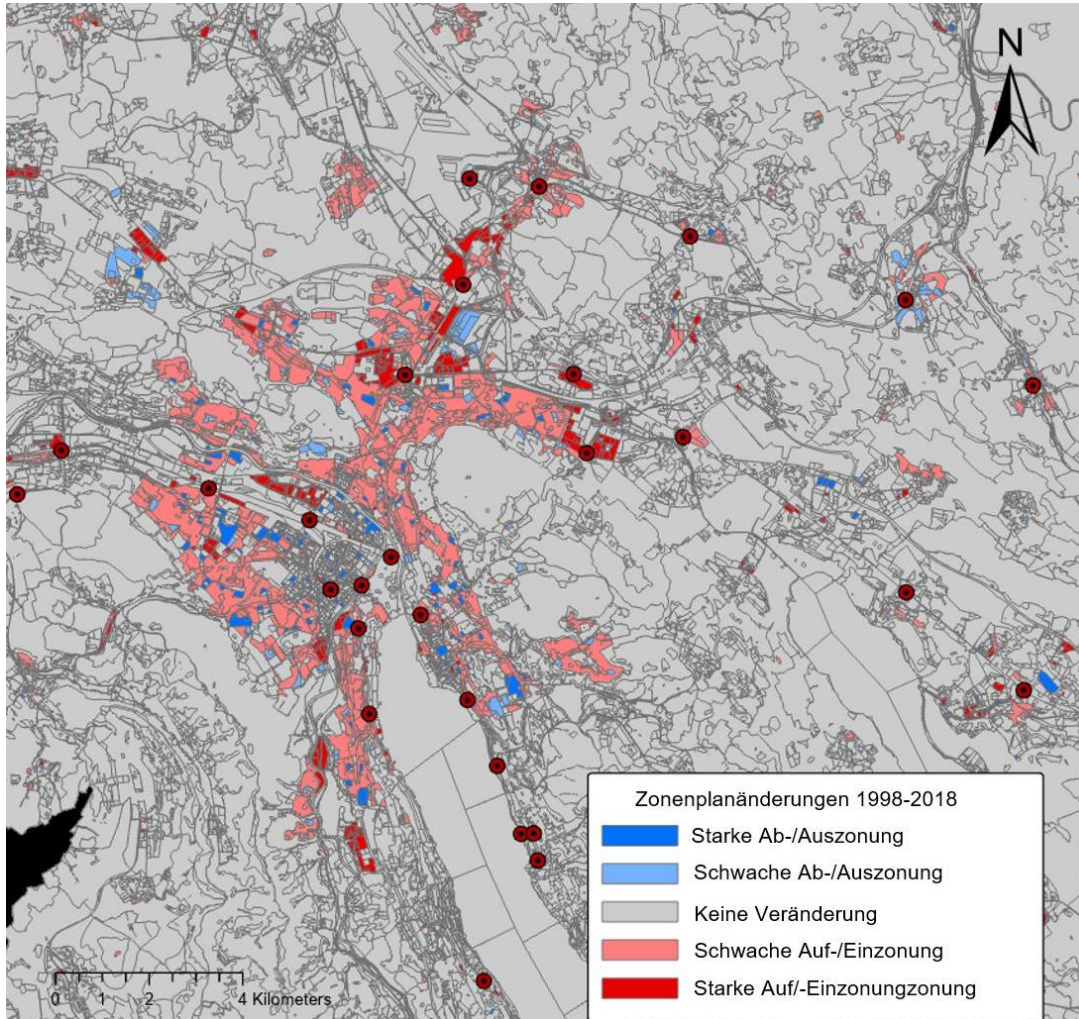 N
Zonenplanänderungen 1998-2018
Starke Ab-/Auszonung
Schwache Ab-/Auszonung
Keine Veränderung
Schwache Auf-/Einzonung
Starke Auf/-Einzonungzonung
0 2 4 Kilometers